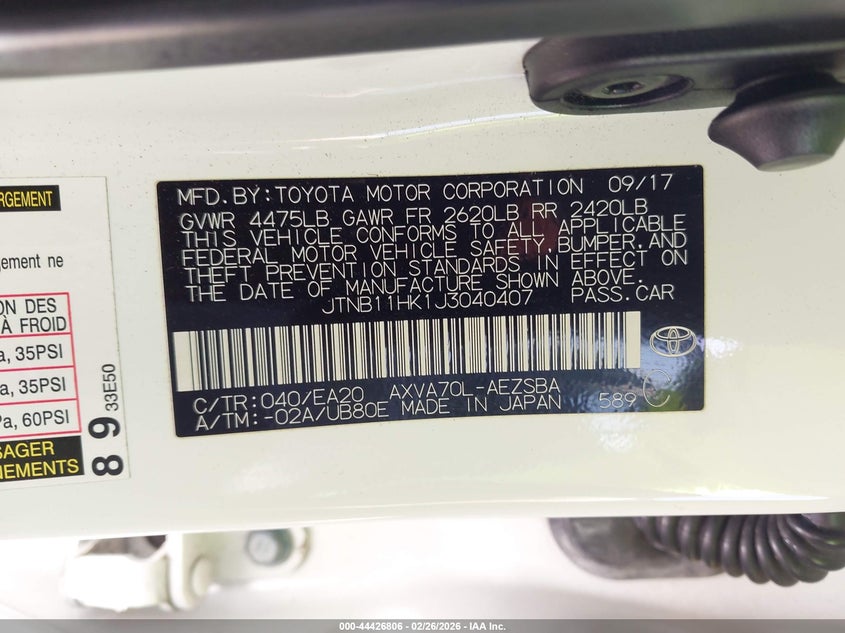 RGEMENT
gement ne
ON DES
À FROID
a, 35PSI
a, 35PSI
Pa, 60PSI
SAGER
NEMENTS
89
33E50
MFD.BY:TOYOTA MOTOR CORPORATION 09/17
GVWR 4475LB GAWR FR 2620LB RR 2420LB
THIS VEHICLE CONFORMS TO ALL APPLICABLE
FEDERAL MOTOR VEHICLE SAFETY,BUMPER,AND
THEFT PREVENTION STANDARDS IN EFFECT ON
THE DATE OF MANUFACTURE SHOWN ABOVE.
JTNB11HK1J3040407 PASS.CAR
C/TR:040/EA20 AXVA70L-AEZSBA
A/TM:-02A/UB80E MADE IN JAPAN 589 C
000-44426806 - 02/26/2026 - IAA Inc.